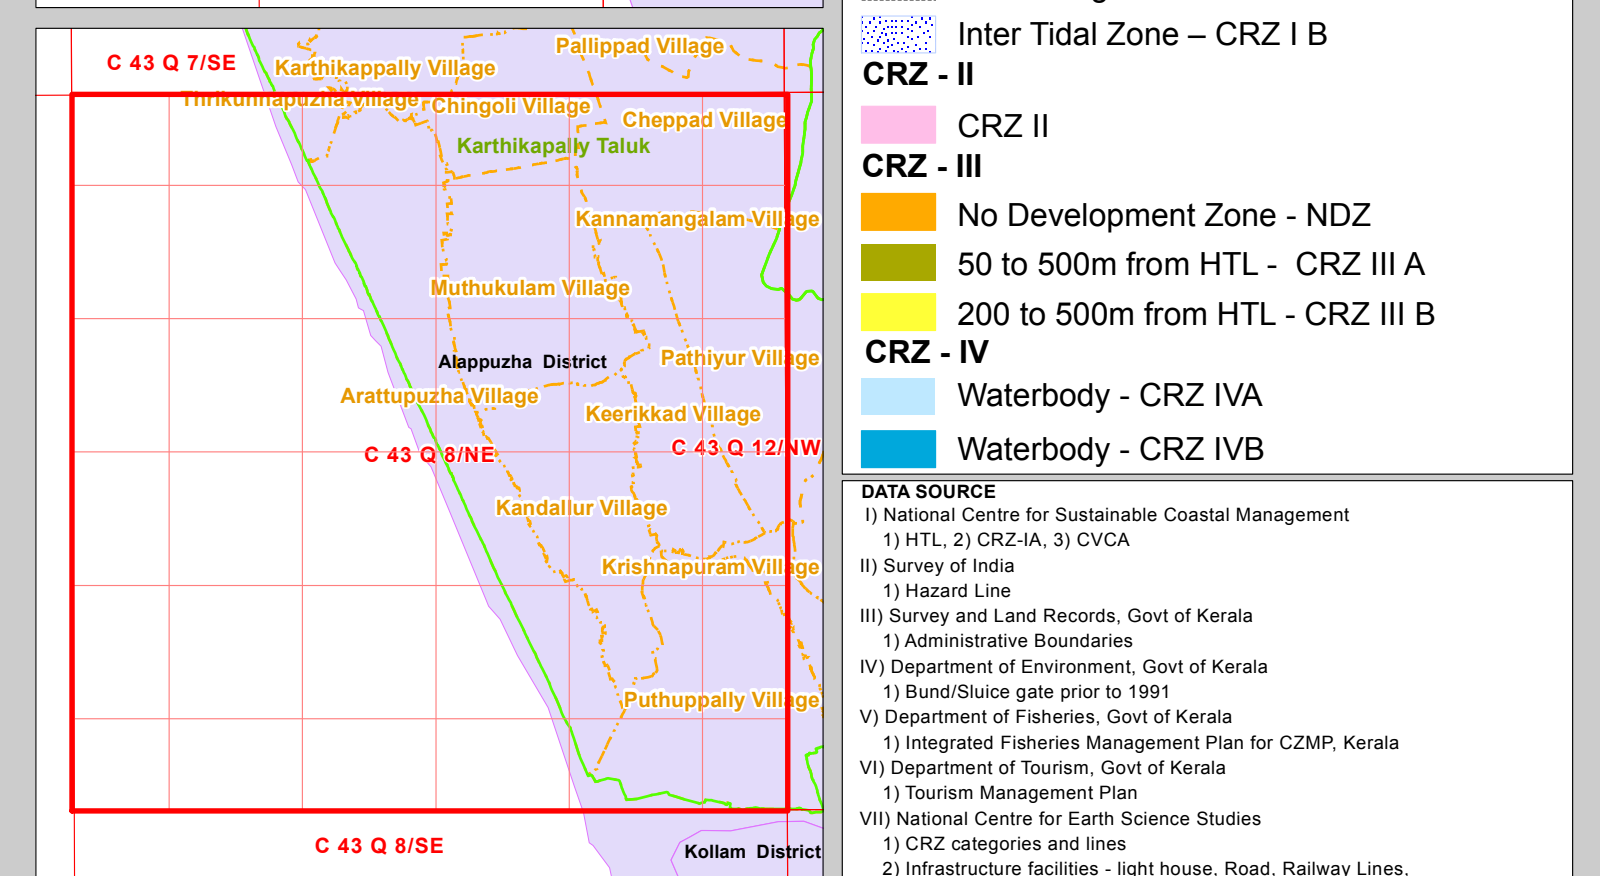 Pallippad Village
C 43 Q 7/SE
Karthikappally Village
Thrikunnapuzha Village
Chingoli Village
Cheppad Village
Karthikapally Taluk
Kannamangalam Village
Muthukulam Village
Alappuzha District
Pathiyur Village
Arattupuzha Village
Keerikkad Village
C 43 Q 8/NE
C 43 Q 12/NW
Kandallur Village
Krishnapuram Village
Puthuppally Village
C 43 Q 8/SE
Kollam District
Inter Tidal Zone – CRZ I B
CRZ - II
CRZ II
CRZ - III
No Development Zone - NDZ
50 to 500m from HTL - CRZ III A
200 to 500m from HTL - CRZ III B
CRZ - IV
Waterbody - CRZ IVA
Waterbody - CRZ IVB
DATA SOURCE
I) National Centre for Sustainable Coastal Management
1) HTL, 2) CRZ-IA, 3) CVCA
II) Survey of India
1) Hazard Line
III) Survey and Land Records, Govt of Kerala
1) Administrative Boundaries
IV) Department of Environment, Govt of Kerala
1) Bund/Sluice gate prior to 1991
V) Department of Fisheries, Govt of Kerala
1) Integrated Fisheries Management Plan for CZMP, Kerala
VI) Department of Tourism, Govt of Kerala
1) Tourism Management Plan
VII) National Centre for Earth Science Studies
1) CRZ categories and lines
2) Infrastructure facilities - light house, Road, Railway Lines,